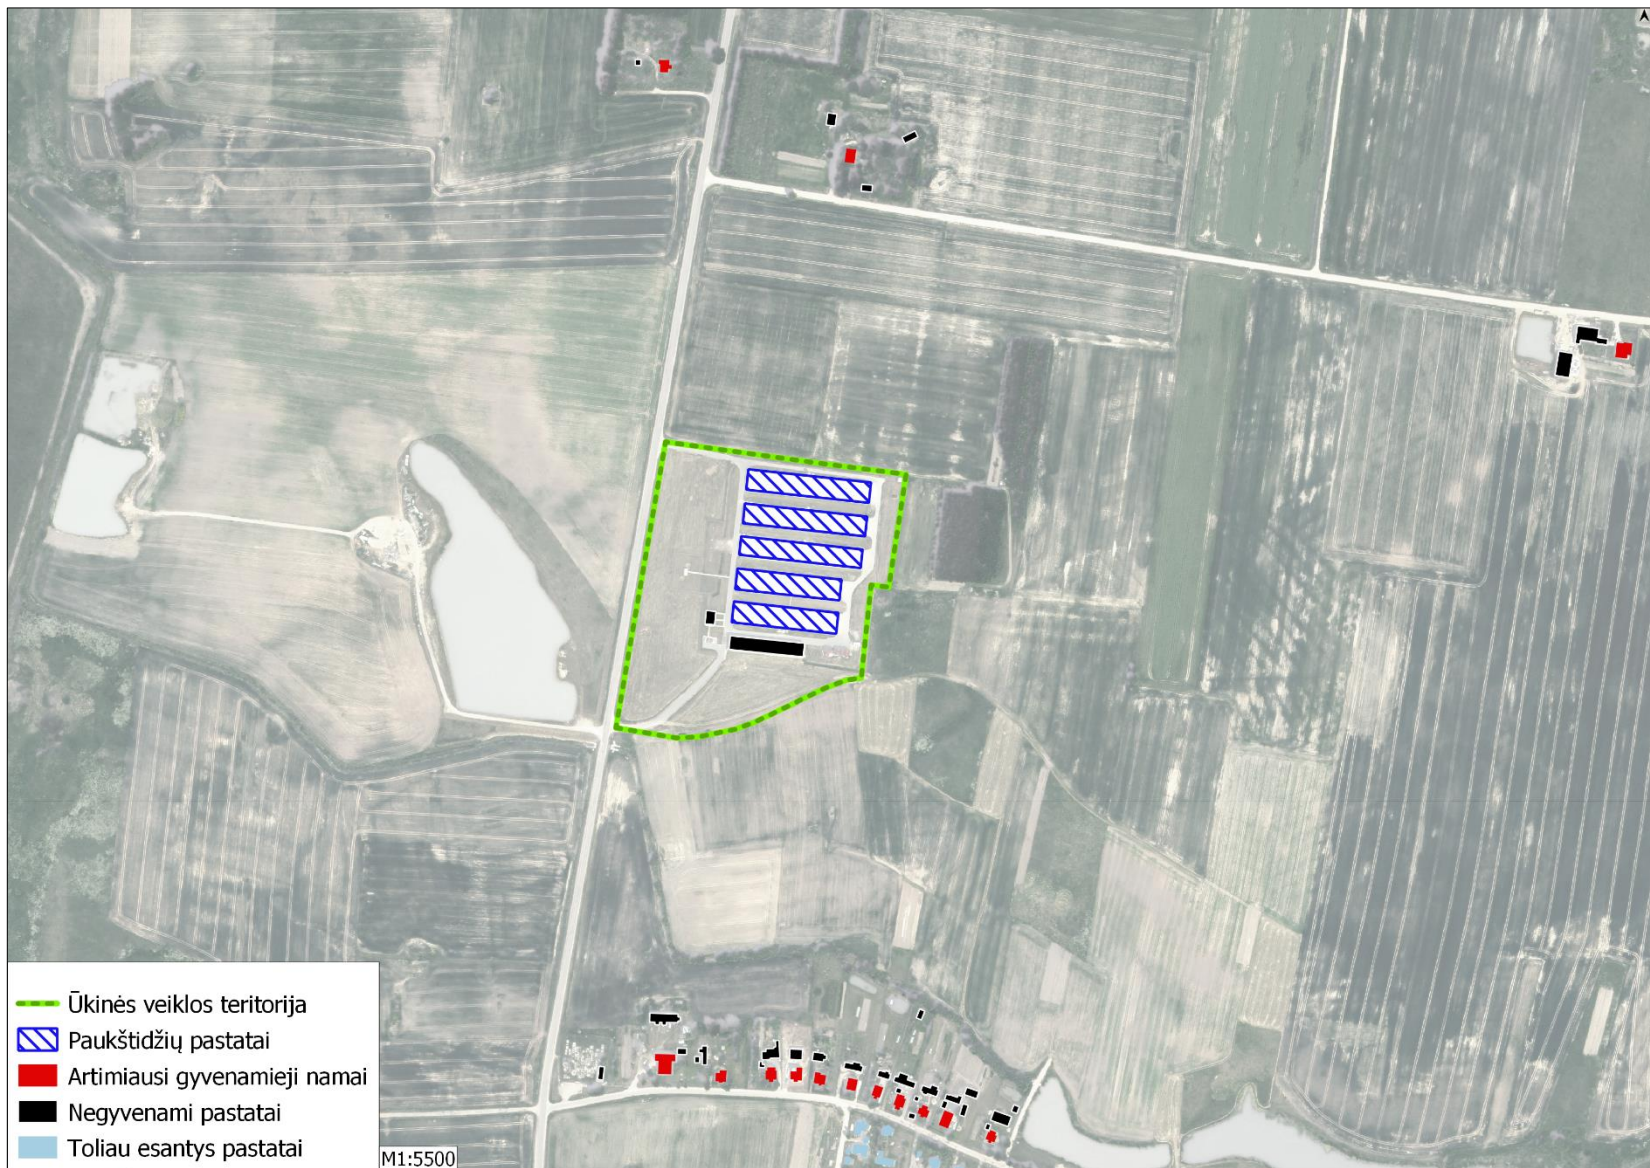 Ūkinės veiklos teritorija
Paukštidžių pastatai
Artimiausi gyvenamieji namai
Negyvenami pastatai
Toliau esantys pastatai
M1:5500